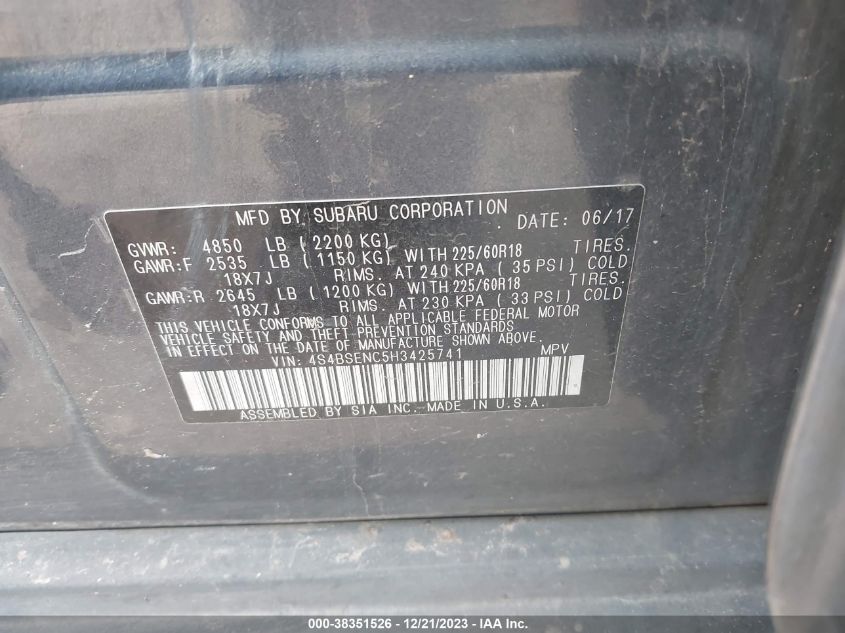 MFD BY SUBARU CORPORATION DATE: 06/17
GVWR: 4850 LB (2200 KG)
GAWR:F 2535 LB (1150 KG) WITH 225/60R18 TIRES.
18X7J RIMS. AT 240 KPA (35 PSI) COLD
GAWR:R 2645 LB (1200 KG) WITH 225/60R18 TIRES.
18X7J RIMS. AT 230 KPA (33 PSI) COLD
THIS VEHICLE CONFORMS TO ALL APPLICABLE FEDERAL MOTOR
VEHICLE SAFETY AND THEFT PREVENTION STANDARDS
IN EFFECT ON THE DATE OF MANUFACTURE SHOWN ABOVE.
VIN: 4S4BSENC5H3425741 MPV
ASSEMBLED BY SIA INC. MADE IN U.S.A.
000-38351526 - 12/21/2023 - IAA Inc.